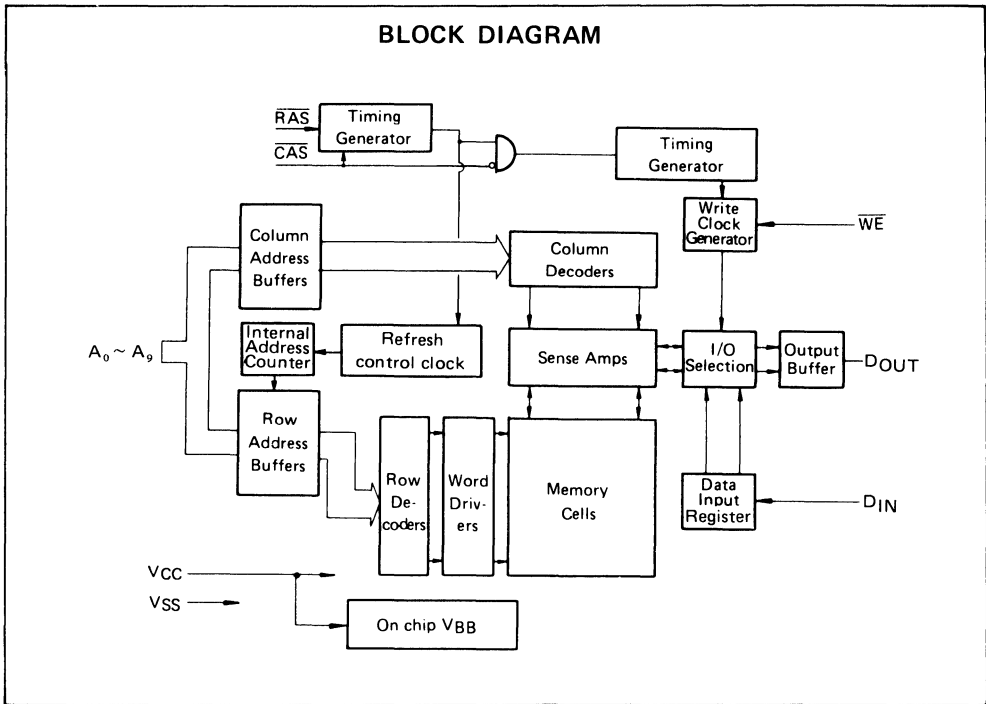 BLOCK DIAGRAM
RAS
Timing
Generator
CAS
Timing
Generator
Write
Clock
Generator
WE
Column
Address
Buffers
Column
Decoders
A0 ~ A9
Internal
Address
Counter
Refresh
control clock
Sense Amps
I/O
Selection
Output
Buffer
DOUT
Row
Address
Buffers
Row
De-
coders
Word
Driv-
ers
Memory
Cells
Data
Input
Register
DIN
VCC
VSS
On chip VBB